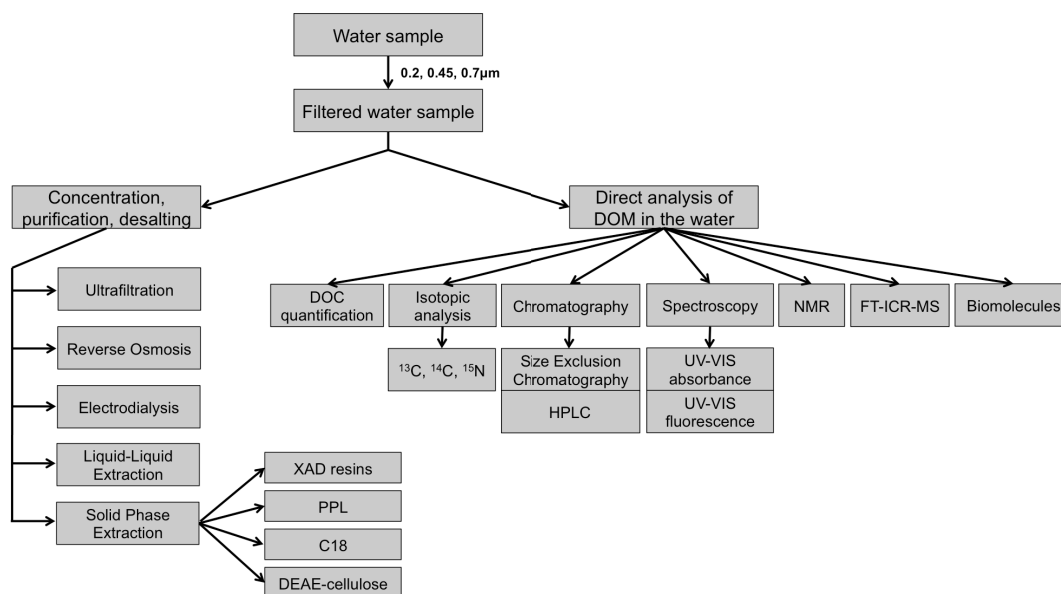 Water sample
0.2, 0.45, 0.7µm
Filtered water sample
Concentration,
purification, desalting
Direct analysis of
DOM in the water
Ultrafiltration
Reverse Osmosis
Electrodialysis
Liquid-Liquid
Extraction
Solid Phase
Extraction
XAD resins
PPL
C18
DEAE-cellulose
DOC
quantification
Isotopic
analysis
¹³C, ¹⁴C, ¹⁵N
Chromatography
Size Exclusion
Chromatography
HPLC
Spectroscopy
UV-VIS
absorbance
UV-VIS
fluorescence
NMR
FT-ICR-MS
Biomolecules